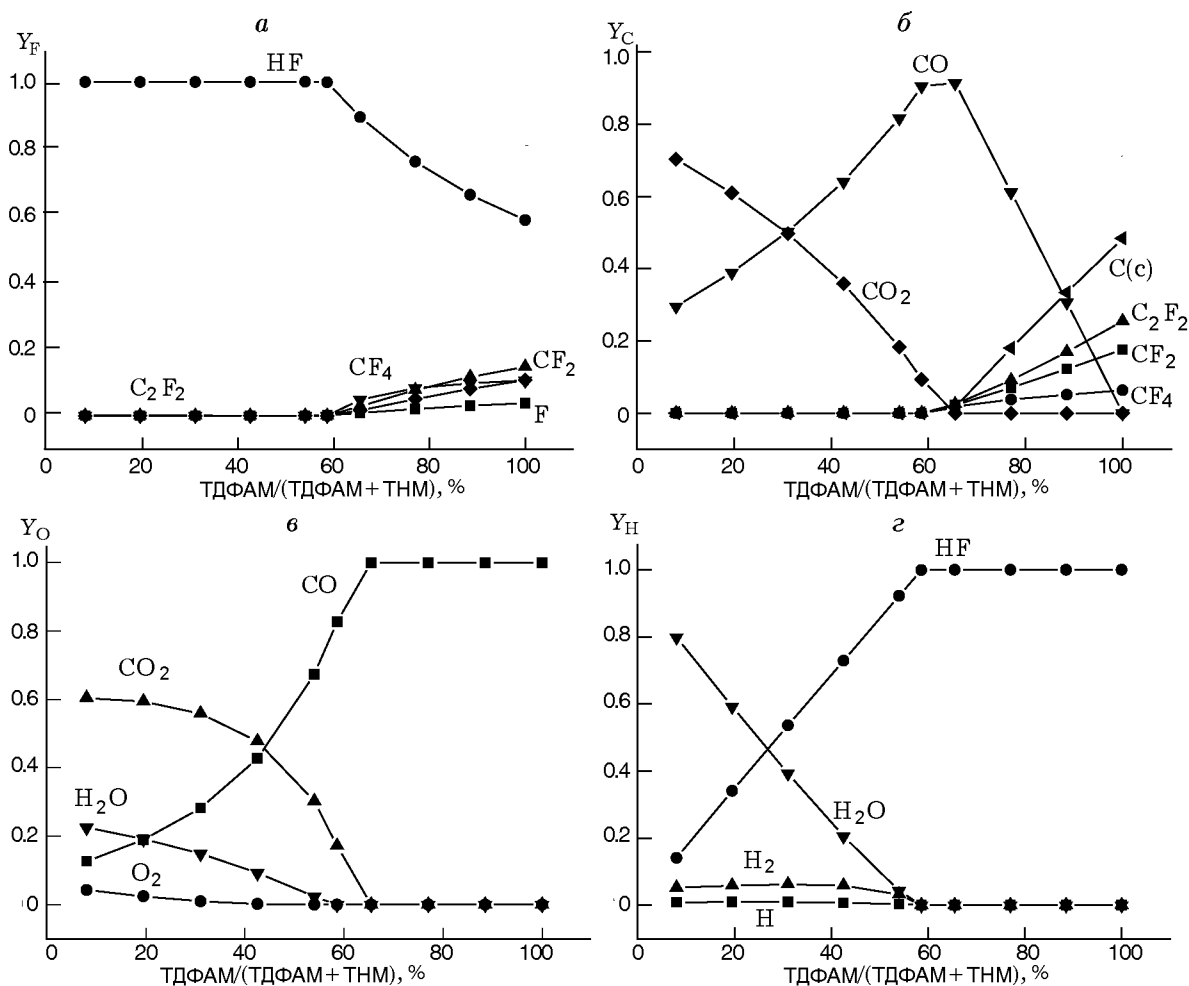 а
Y_F
HF
1.0
0.8
0.6
0.4
0.2
0
C₂F₂
CF₄
CF₂
F
0 20 40 60 80 100
ТДФАМ/(ТДФАМ+ТНМ), %
б
Y_C
CO
1.0
0.8
0.6
0.4
0.2
0
CO₂
C(c)
C₂F₂
CF₂
CF₄
0 20 40 60 80 100
ТДФАМ/(ТДФАМ+ТНМ), %
в
Y_O
1.0
0.8
0.6
0.4
0.2
0
CO
CO₂
H₂O
O₂
0 20 40 60 80 100
ТДФАМ/(ТДФАМ+ТНМ), %
г
Y_H
HF
1.0
0.8
0.6
0.4
0.2
0
H₂O
H₂
H
0 20 40 60 80 100
ТДФАМ/(ТДФАМ+ТНМ), %